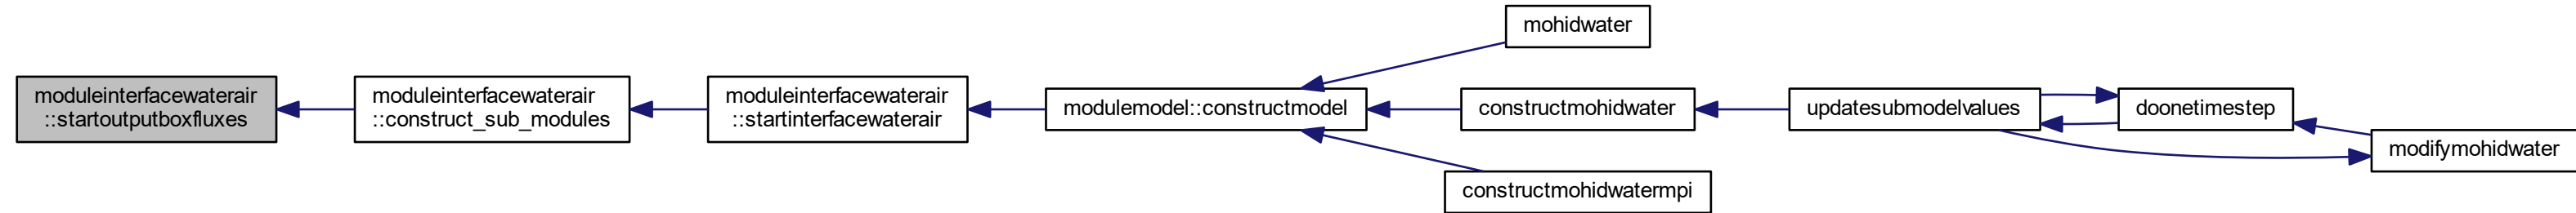 moduleinterfacewaterair
::startoutputboxfluxes
moduleinterfacewaterair
::construct_sub_modules
moduleinterfacewaterair
::startinterfacewaterair
modulemodel::constructmodel
mohidwater
constructmohidwater
constructmohidwatermpi
updatesubmodelvalues
doonetimestep
modifymohidwater